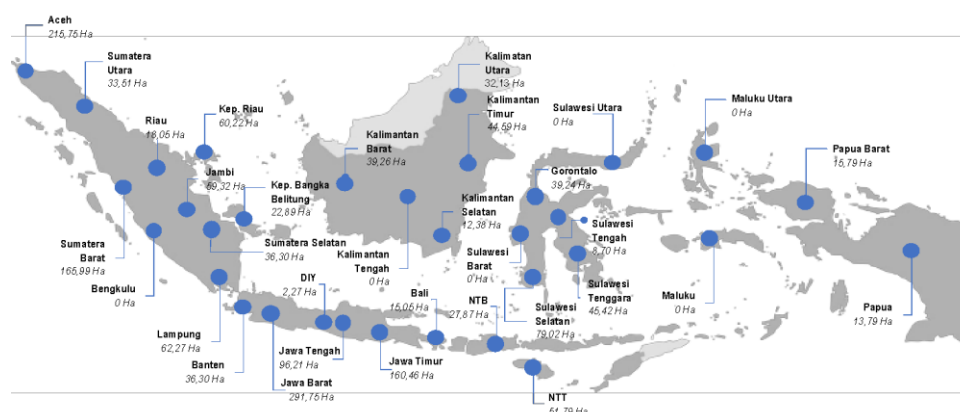 Aceh
215,75 Ha
Sumatera
Utara
33,51 Ha
Riau
18,05 Ha
Kep. Riau
60,22 Ha
Jambi
69,32 Ha
Kep. Bangka
Belitung
22,89 Ha
Sumatera Selatan
36,30 Ha
Sumatera
Barat
165,99 Ha
Bengkulu
0 Ha
Lampung
62,27 Ha
Banten
36,30 Ha
DIY
2,27 Ha
Jawa Tengah
96,21 Ha
Jawa Barat
291,75 Ha
Jawa Timur
160,46 Ha
Bali
15,05 Ha
NTB
27,87 Ha
NTT
51,79 Ha
Kalimantan
Barat
39,26 Ha
Kalimantan
Tengah
0 Ha
Kalimantan
Selatan
12,38 Ha
Kalimantan
Timur
44,59 Ha
Kalimatan
Utara
32,13 Ha
Sulawesi Utara
0 Ha
Gorontalo
39,24 Ha
Sulawesi
Tengah
8,70 Ha
Sulawesi
Barat
0 Ha
Sulawesi
Selatan
79,02 Ha
Sulawesi
Tenggara
45,42 Ha
Maluku Utara
0 Ha
Maluku
0 Ha
Papua Barat
15,79 Ha
Papua
13,79 Ha